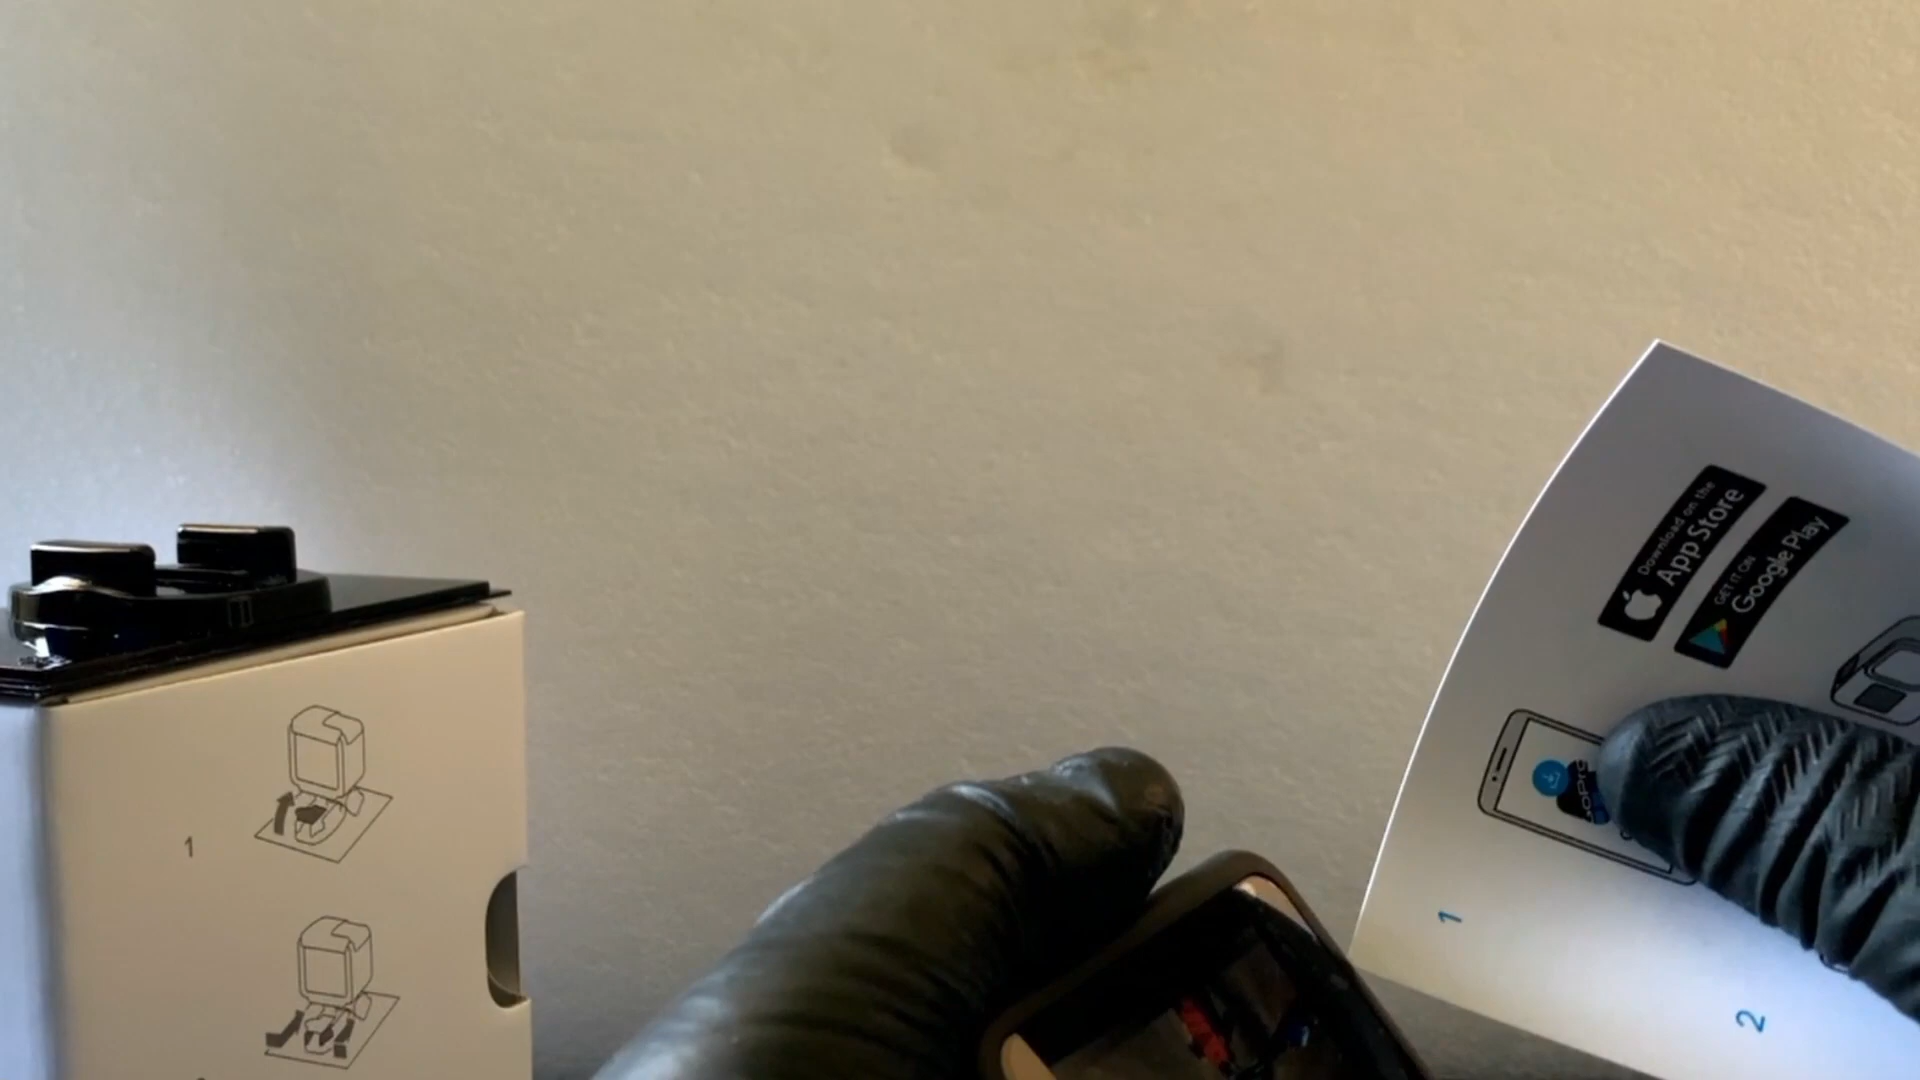 1
Download on the
App Store
GET IT ON
Google Play
1
2